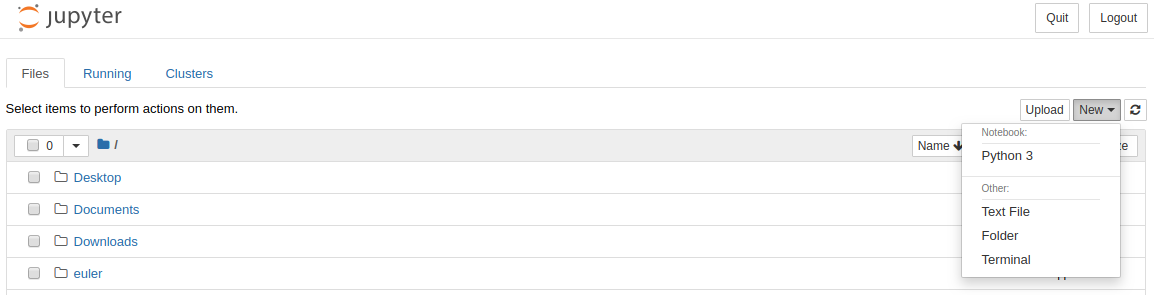 jupyter
Quit Logout
Files Running Clusters
Select items to perform actions on them.
Upload New
Notebook:
0 / Name
Python 3
Desktop
Other:
Documents
Text File
Folder
Downloads
Terminal
euler